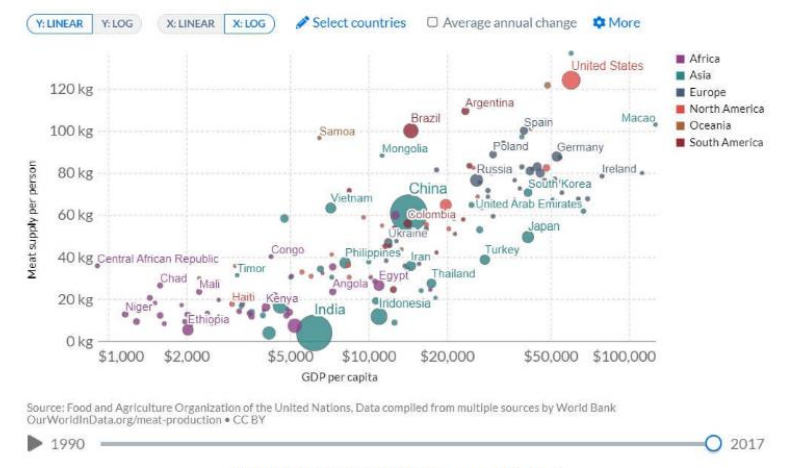 Y: LINEAR Y: LOG X: LINEAR X: LOG Select countries Average annual change More
120 kg
100 kg
80 kg
60 kg
40 kg
20 kg
0 kg
Meat supply per person
United States
Argentina
Brazil
Macao
Samoa
Spain
Mongolia
Poland
Germany
Russia
Ireland
China
South Korea
Vietnam
United Arab Emirates
Colombia
Japan
Ukraine
Congo
Philippines
Iran
Turkey
Central African Republic
Timor
Chad
Mali
Angola
Egypt
Thailand
Haiti
Kenya
Niger
Ethiopia
India
Indonesia
$1,000 $2,000 $5,000 $10,000 $20,000 $50,000 $100,000
GDP per capita
Africa
Asia
Europe
North America
Oceania
South America
Source: Food and Agriculture Organization of the United Nations, Data compiled from multiple sources by World Bank
OurWorldInData.org/meat-production • CC BY
1990 2017